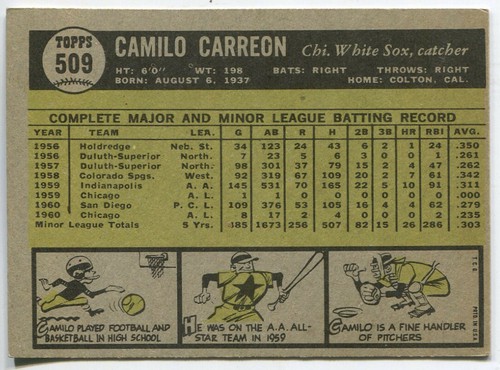 TOPPS
509
CAMILO CARREON Chi. White Sox, catcher
HT: 6'0" WT: 198 BATS: RIGHT THROWS: RIGHT
BORN: AUGUST 6, 1937 HOME: COLTON, CAL.
COMPLETE MAJOR AND MINOR LEAGUE BATTING RECORD
YEAR TEAM LEA. G AB R H 2B 3B HR RBI AVG.
1956 Holdredge Neb. St. 34 123 24 43 6 2 1 24 .350
1956 Duluth-Superior North. 7 23 5 6 3 0 0 1 .261
1957 Duluth-Superior North. 98 301 37 79 15 2 4 47 .262
1958 Colorado Spgs. West. 92 319 67 109 20 2 7 61 .342
1959 Indianapolis A. A. 145 531 70 165 22 5 10 91 .311
1959 Chicago A. L. 1 1 0 0 0 0 0 0 .000
1960 San Diego P. C. L. 109 376 53 105 16 4 4 62 .279
1960 Chicago A. L. 8 17 2 4 0 0 0 2 .235
Minor League Totals 5 Yrs. 485 1673 256 507 82 15 26 286 .303
CAMILO PLAYED FOOTBALL AND
BASKETBALL IN HIGH SCHOOL
HE WAS ON THE A.A. ALL-
STAR TEAM IN 1959
CAMILO IS A FINE HANDLER
OF PITCHERS
T.C.G.
PRTD. IN U.S.A.